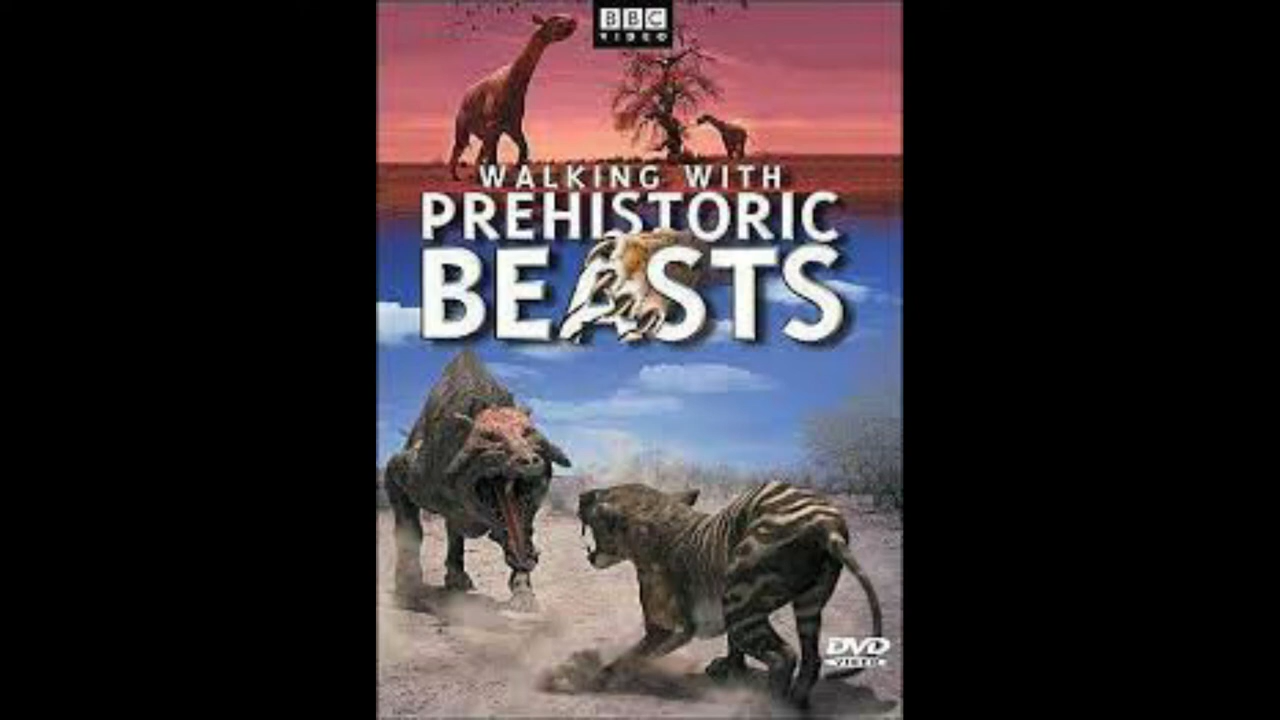 BBC
VIDEO
WALKING WITH
PREHISTORIC
BEASTS
DVD
VIDEO